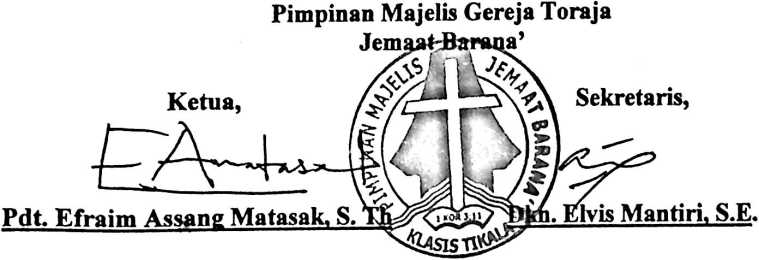 Pimpinan Majelis Gereja Toraja
Jemaat Barana’
Ketua,
Sekretaris,
PIMPINAN MAJELIS JEMAAT BARANA'
1 KOR 3,11
KLASIS TIKALA
Pdt. Efraim Assang Matasak, S. Th
Dkn. Elvis Mantiri, S.E.